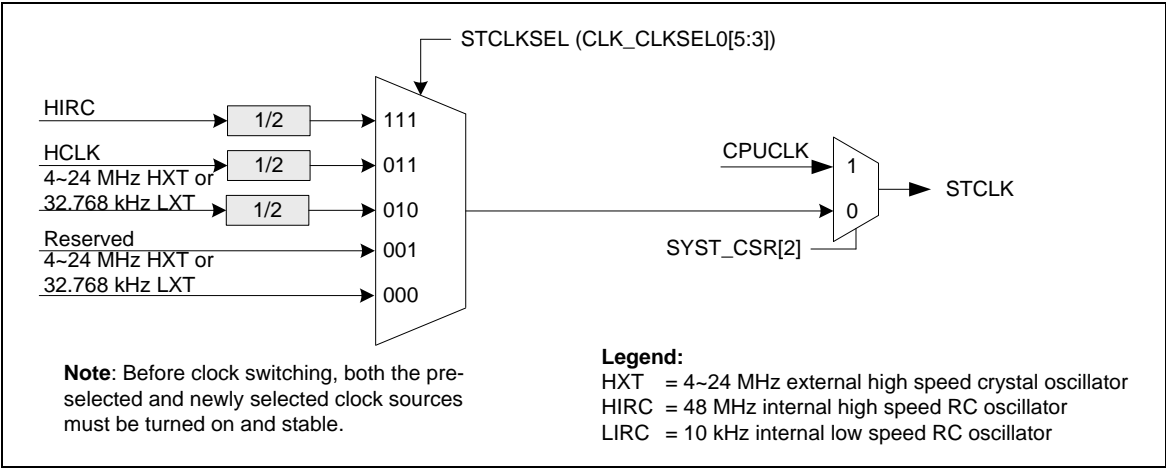 STCLKSEL (CLK_CLKSEL0[5:3])
HIRC
1/2
111
HCLK
1/2
011
4~24 MHz HXT or
32.768 kHz LXT
1/2
010
Reserved
001
4~24 MHz HXT or
32.768 kHz LXT
000
CPUCLK
1
0
STCLK
SYST_CSR[2]
Note: Before clock switching, both the pre-
selected and newly selected clock sources
must be turned on and stable.
Legend:
HXT = 4~24 MHz external high speed crystal oscillator
HIRC = 48 MHz internal high speed RC oscillator
LIRC = 10 kHz internal low speed RC oscillator